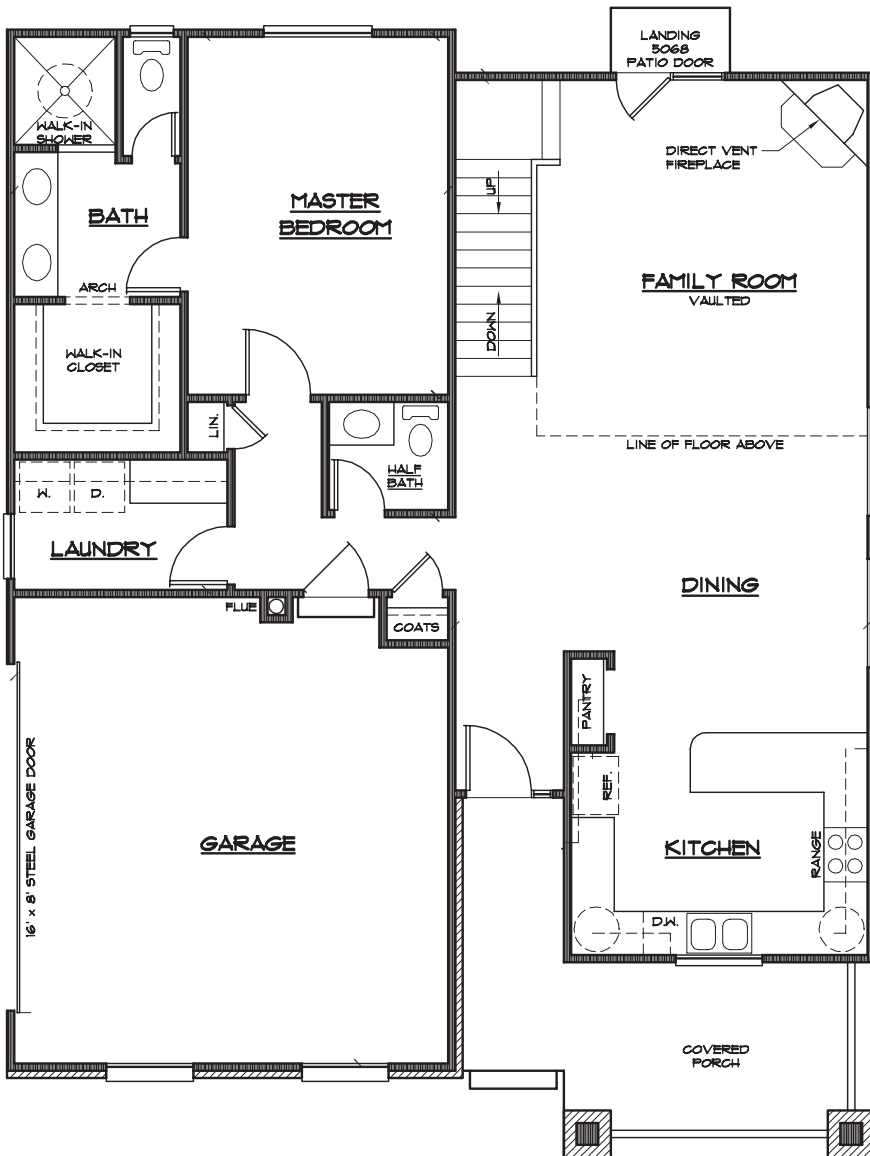 LANDING
5068
PATIO DOOR
WALK-IN
SHOWER
DIRECT VENT
FIREPLACE
UP
MASTER
BEDROOM
BATH
FAMILY ROOM
VAULTED
ARCH
DOWN
WALK-IN
CLOSET
LIN.
LINE OF FLOOR ABOVE
HALF
BATH
W.
D.
LAUNDRY
DINING
FLUE
COATS
PANTRY
16' x 8' STEEL GARAGE DOOR
REF.
GARAGE
KITCHEN
RANGE
D.W.
COVERED
PORCH